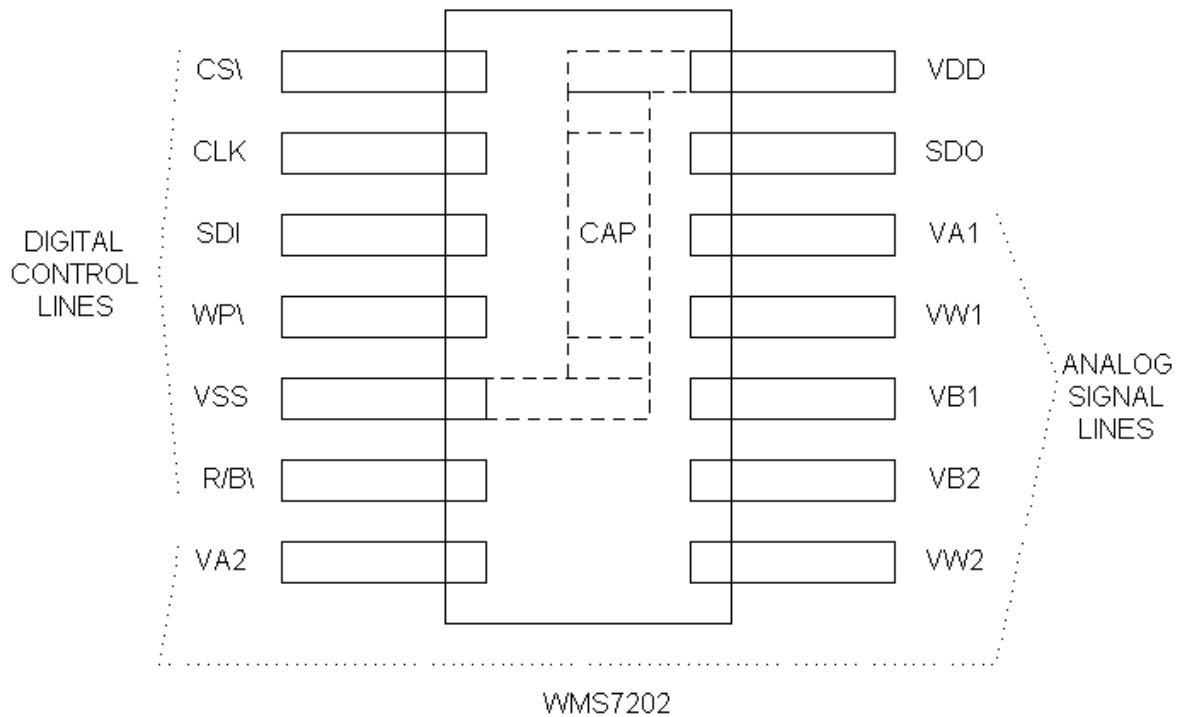 CS\
VDD
CLK
SDO
SDI
CAP
VA1
DIGITAL
CONTROL
LINES
WP\
VW1
VSS
VB1
ANALOG
SIGNAL
LINES
R/B\
VB2
VA2
VW2
WMS7202